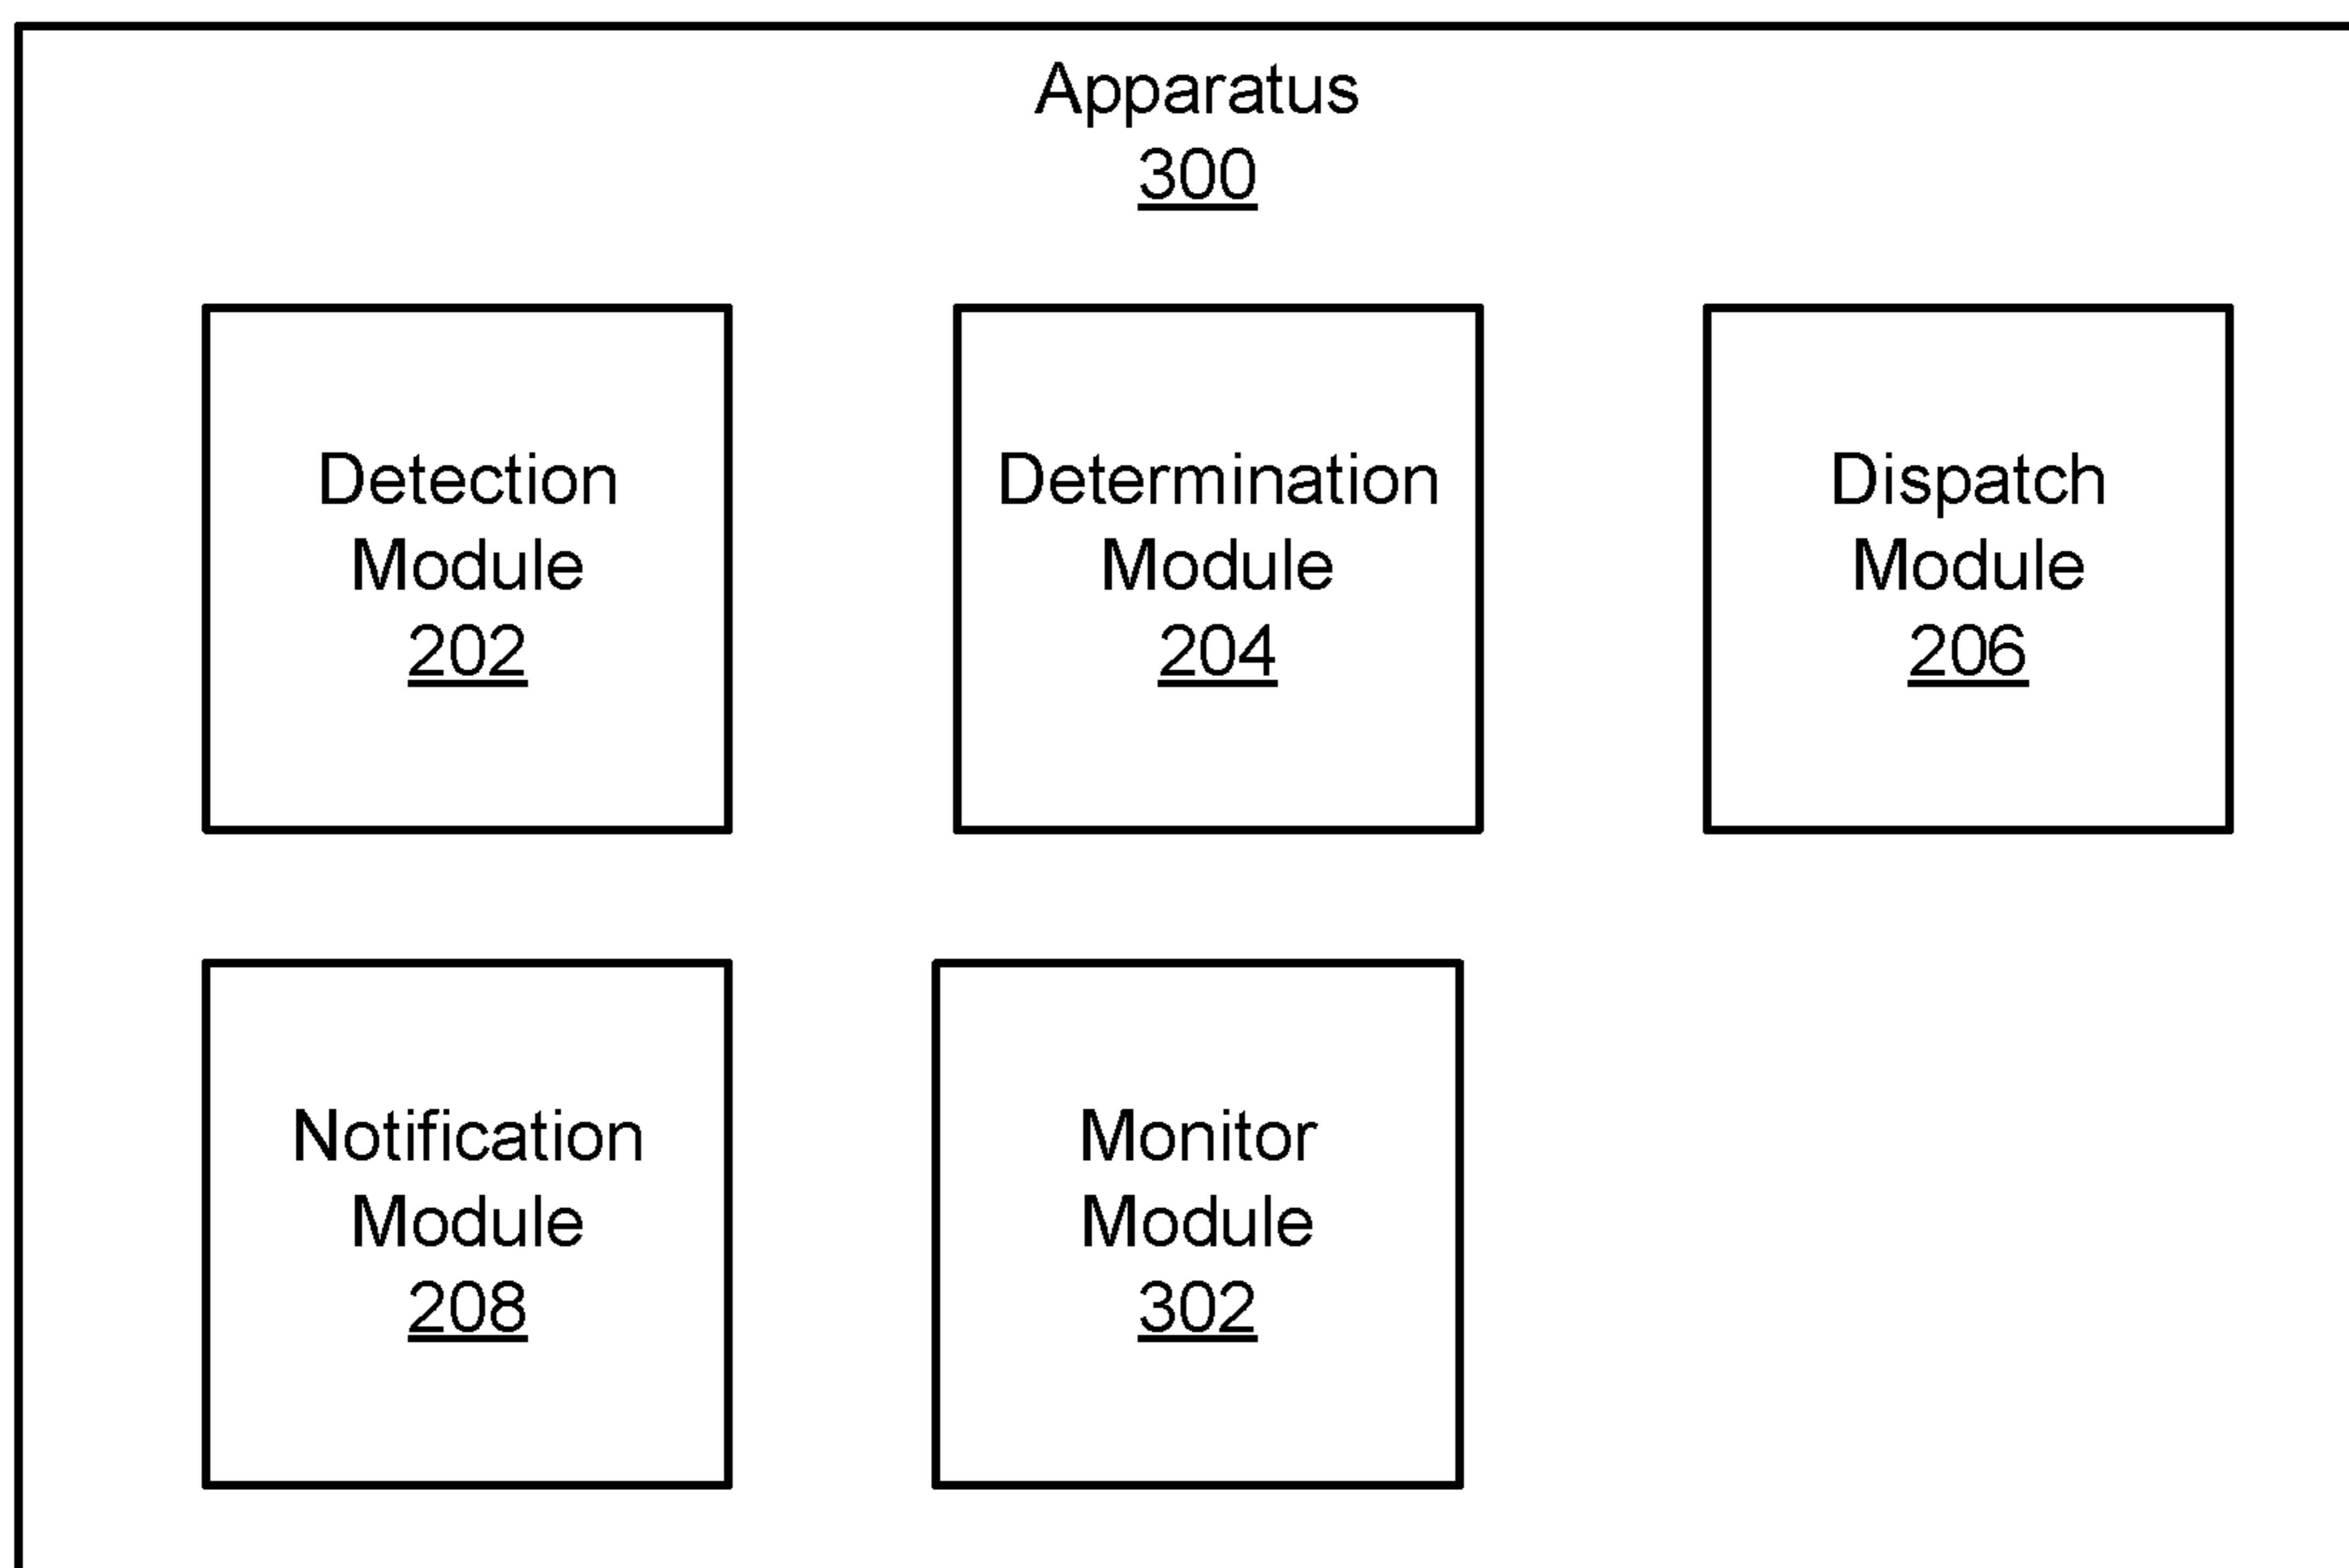 Apparatus
300
Detection
Module
202
Determination
Module
204
Dispatch
Module
206
Notification
Module
208
Monitor
Module
302